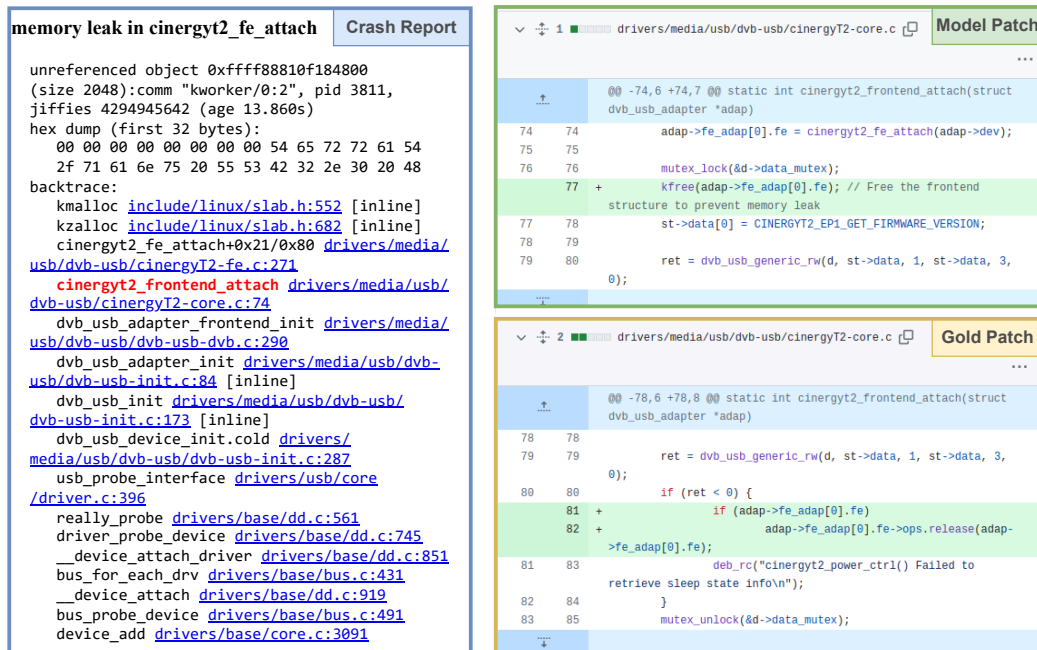 memory leak in cinergyt2_fe_attach
Crash Report
unreferenced object 0xffff88810f184800
(size 2048):comm "kworker/0:2", pid 3811,
jiffies 4294945642 (age 13.860s)
hex dump (first 32 bytes):
00 00 00 00 00 00 00 00 54 65 72 72 61 54
2f 71 61 6e 75 20 55 53 42 32 2e 30 20 48
backtrace:
kmalloc include/linux/slab.h:552 [inline]
kzalloc include/linux/slab.h:682 [inline]
cinergyt2_fe_attach+0x21/0x80 drivers/media/
usb/dvb-usb/cinergyT2-fe.c:271
cinergyt2_frontend_attach drivers/media/usb/
dvb-usb/cinergyT2-core.c:74
dvb_usb_adapter_frontend_init drivers/media/
usb/dvb-usb/dvb-usb-dvb.c:290
dvb_usb_adapter_init drivers/media/usb/dvb-
usb/dvb-usb-init.c:84 [inline]
dvb_usb_init drivers/media/usb/dvb-usb/
dvb-usb-init.c:173 [inline]
dvb_usb_device_init.cold drivers/
media/usb/dvb-usb/dvb-usb-init.c:287
usb_probe_interface drivers/usb/core
/driver.c:396
really_probe drivers/base/dd.c:561
driver_probe_device drivers/base/dd.c:745
__device_attach_driver drivers/base/dd.c:851
bus_for_each_drv drivers/base/bus.c:431
__device_attach drivers/base/dd.c:919
bus_probe_device drivers/base/bus.c:491
device_add drivers/base/core.c:3091
1 drivers/media/usb/dvb-usb/cinergyT2-core.c
Model Patch
...
@@ -74,6 +74,7 @@ static int cinergyt2_frontend_attach(struct
dvb_usb_adapter *adap)
74 74 adap->fe_adap[0].fe = cinergyt2_fe_attach(adap->dev);
75 75
76 76 mutex_lock(&d->data_mutex);
77 + kfree(adap->fe_adap[0].fe); // Free the frontend
structure to prevent memory leak
77 78 st->data[0] = CINERGYT2_EP1_GET_FIRMWARE_VERSION;
78 79
79 80 ret = dvb_usb_generic_rw(d, st->data, 1, st->data, 3,
0);
2 drivers/media/usb/dvb-usb/cinergyT2-core.c
Gold Patch
...
@@ -78,6 +78,8 @@ static int cinergyt2_frontend_attach(struct
dvb_usb_adapter *adap)
78 78
79 79 ret = dvb_usb_generic_rw(d, st->data, 1, st->data, 3,
0);
80 80 if (ret < 0) {
81 + if (adap->fe_adap[0].fe)
82 + adap->fe_adap[0].fe->ops.release(adap-
>fe_adap[0].fe);
81 83 deb_rc("cinergyt2_power_ctrl() Failed to
retrieve sleep state info\n");
82 84 }
83 85 mutex_unlock(&d->data_mutex);